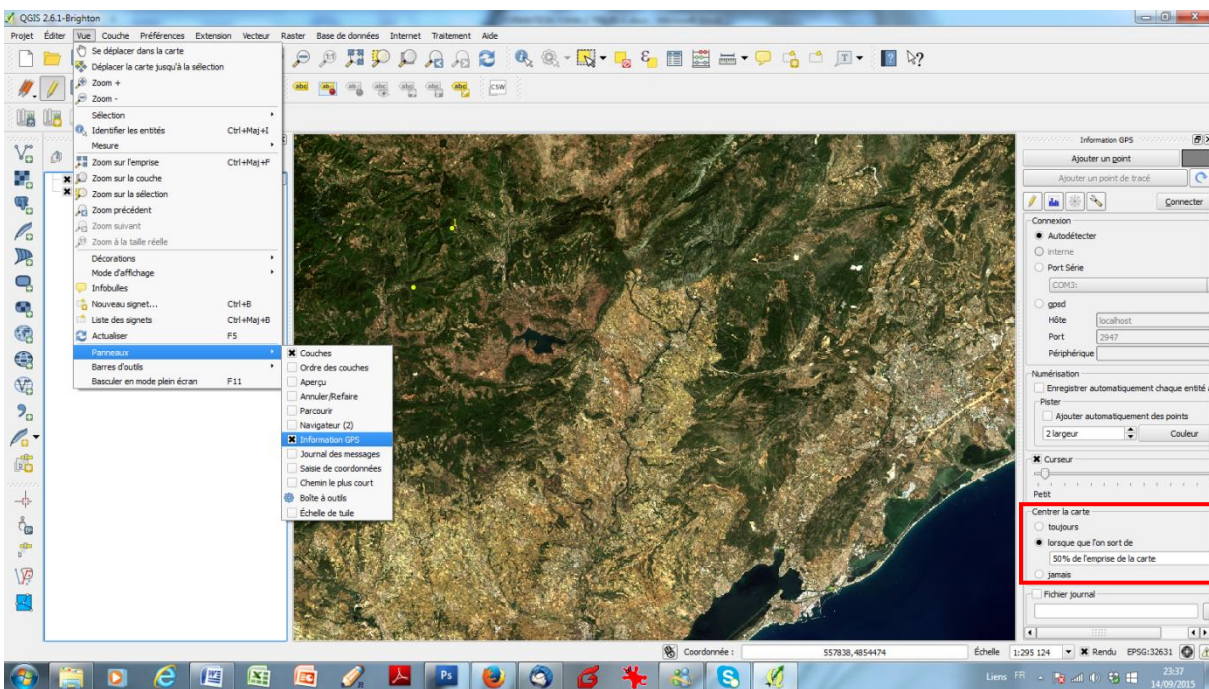 QGIS 2.6.1-Brighton
Projet Éditer Vue Couche Préférences Extension Vecteur Raster Base de données Internet Traitement Aide
Se déplacer dans la carte
Déplacer la carte jusqu'à la sélection
Zoom +
Zoom -
Sélection
Identifier les entités Ctrl+Maj+I
Mesure
Zoom sur l'emprise Ctrl+Maj+F
Zoom sur la couche
Zoom sur la sélection
Zoom précédent
Zoom suivant
Zoom à la taille réelle
Décorations
Mode d'affichage
Infobulles
Nouveau signet... Ctrl+B
Liste des signets Ctrl+Maj+B
Actualiser F5
Panneaux
Barres d'outils
Basculer en mode plein écran F11
Couches
Ordre des couches
Aperçu
Annuler/Refaire
Parcourir
Navigateur (2)
Information GPS
Journal des messages
Saisie de coordonnées
Chemin le plus court
Boîte à outils
Échelle de tuile
abc
CSW
Information GPS
Ajouter un point
Ajouter un point de tracé
Connecter
Connexion
Autodétecter
interne
Port Série
COM3:
gpsd
Hôte localhost
Port 2947
Périphérique
Numérisation
Enregistrer automatiquement chaque entité
Pister
Ajouter automatiquement des points
2 largeur Couleur
Curseur
Petit
Centrer la carte
toujours
lorsque que l'on sort de
50% de l'emprise de la carte
jamais
Fichier journal
Coordonnée : 557838,4854474 Échelle 1:295 124 Rendu EPSG:32631
Ps
Liens FR
23:37
14/09/2015